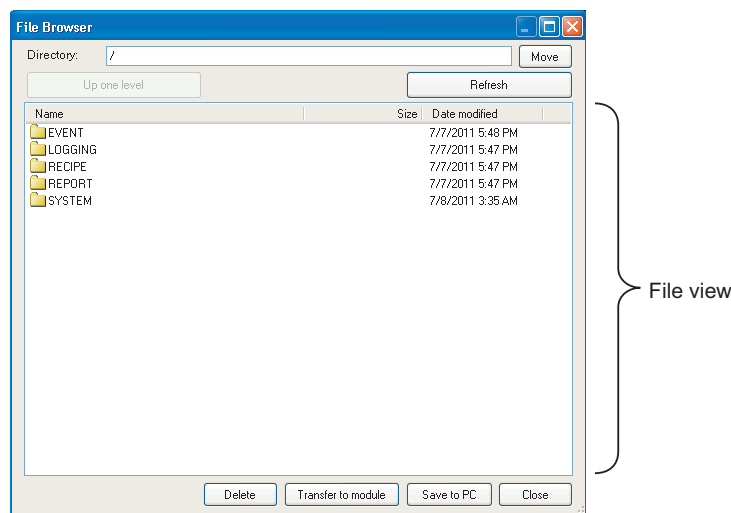 File Browser
Directory: / Move
Up one level Refresh
Name Size Date modified
EVENT 7/7/2011 5:48 PM
LOGGING 7/7/2011 5:47 PM
RECIPE 7/7/2011 5:47 PM
REPORT 7/7/2011 5:47 PM
SYSTEM 7/8/2011 3:35 AM
File view
Delete Transfer to module Save to PC Close